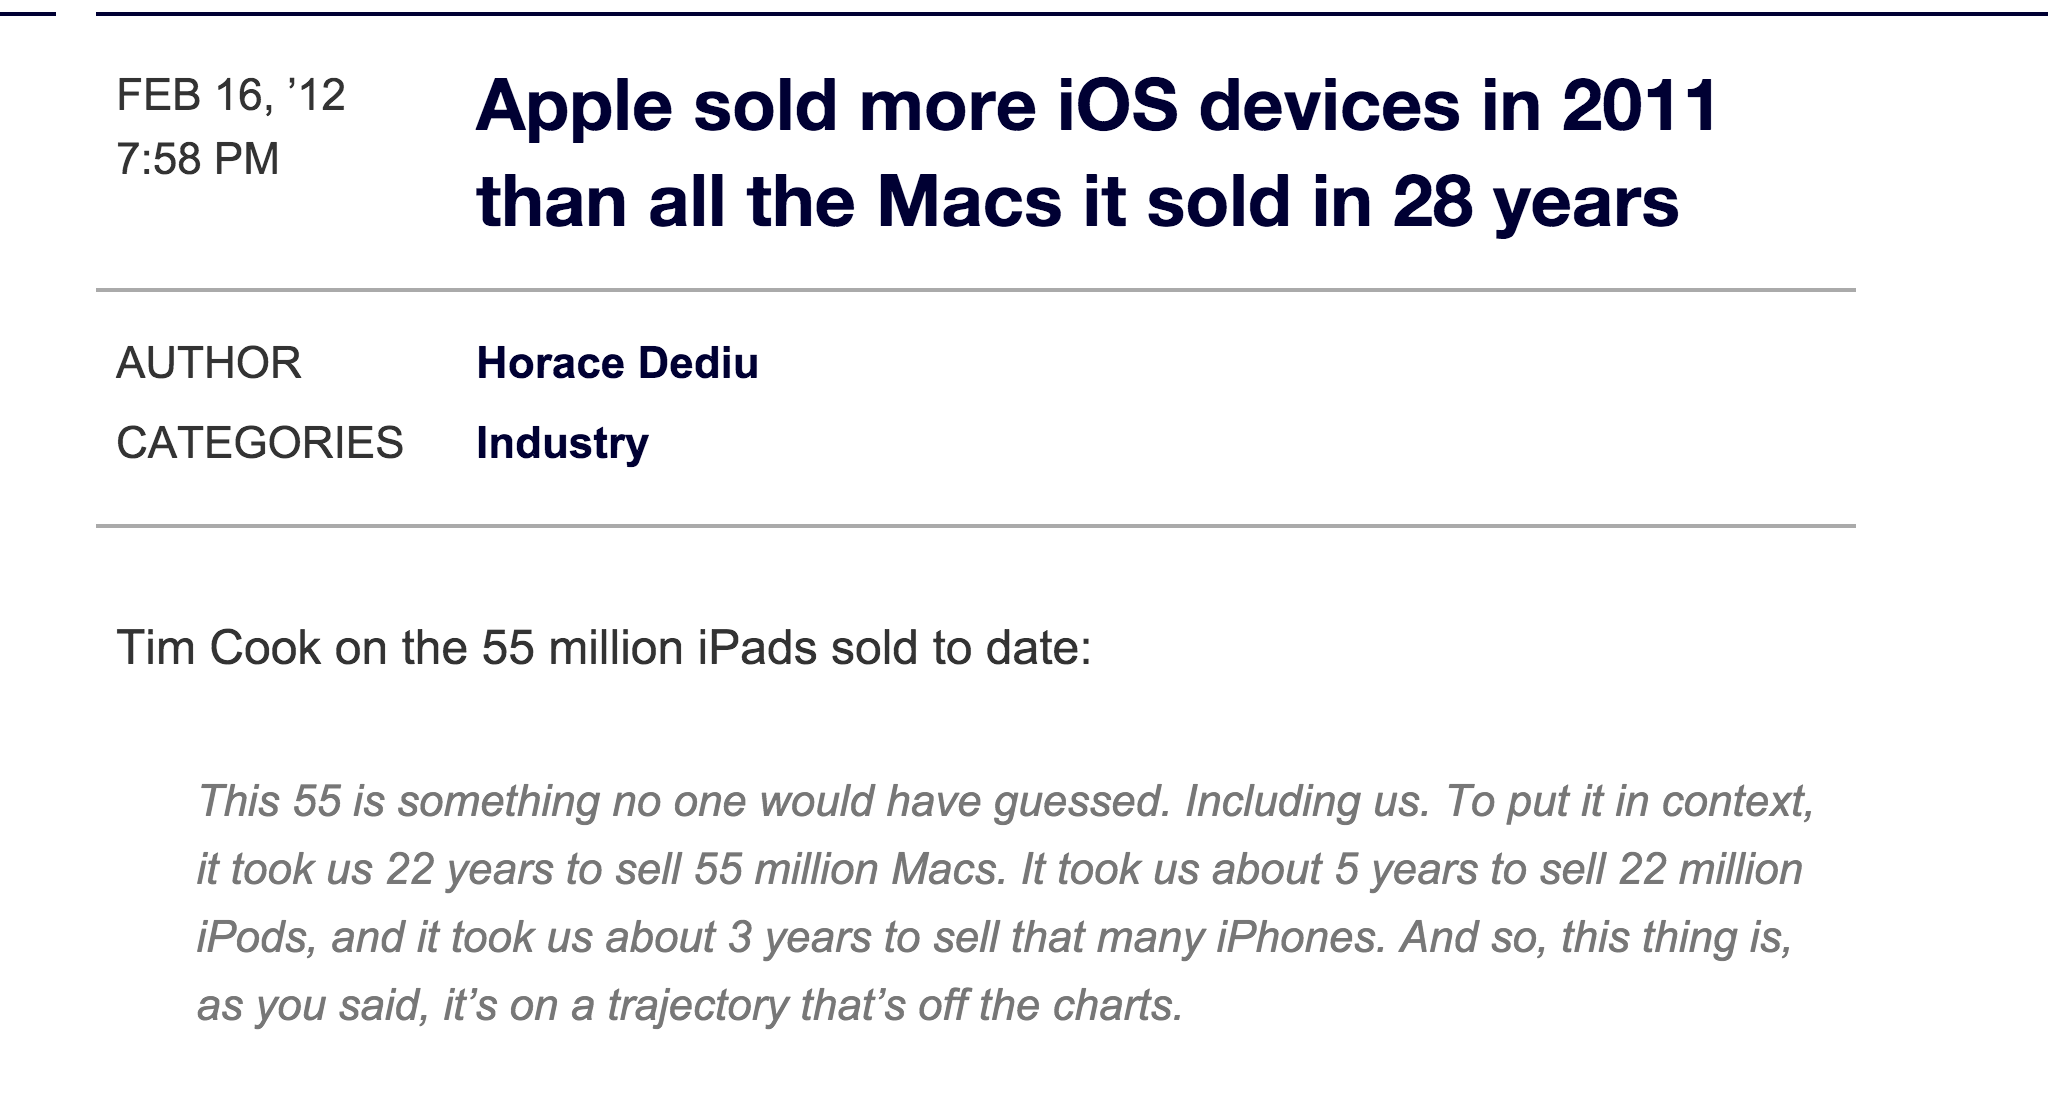 FEB 16, ’12
7:58 PM
Apple sold more iOS devices in 2011
than all the Macs it sold in 28 years
AUTHOR Horace Dediu
CATEGORIES Industry
Tim Cook on the 55 million iPads sold to date:
This 55 is something no one would have guessed. Including us. To put it in context,
it took us 22 years to sell 55 million Macs. It took us about 5 years to sell 22 million
iPods, and it took us about 3 years to sell that many iPhones. And so, this thing is,
as you said, it’s on a trajectory that’s off the charts.